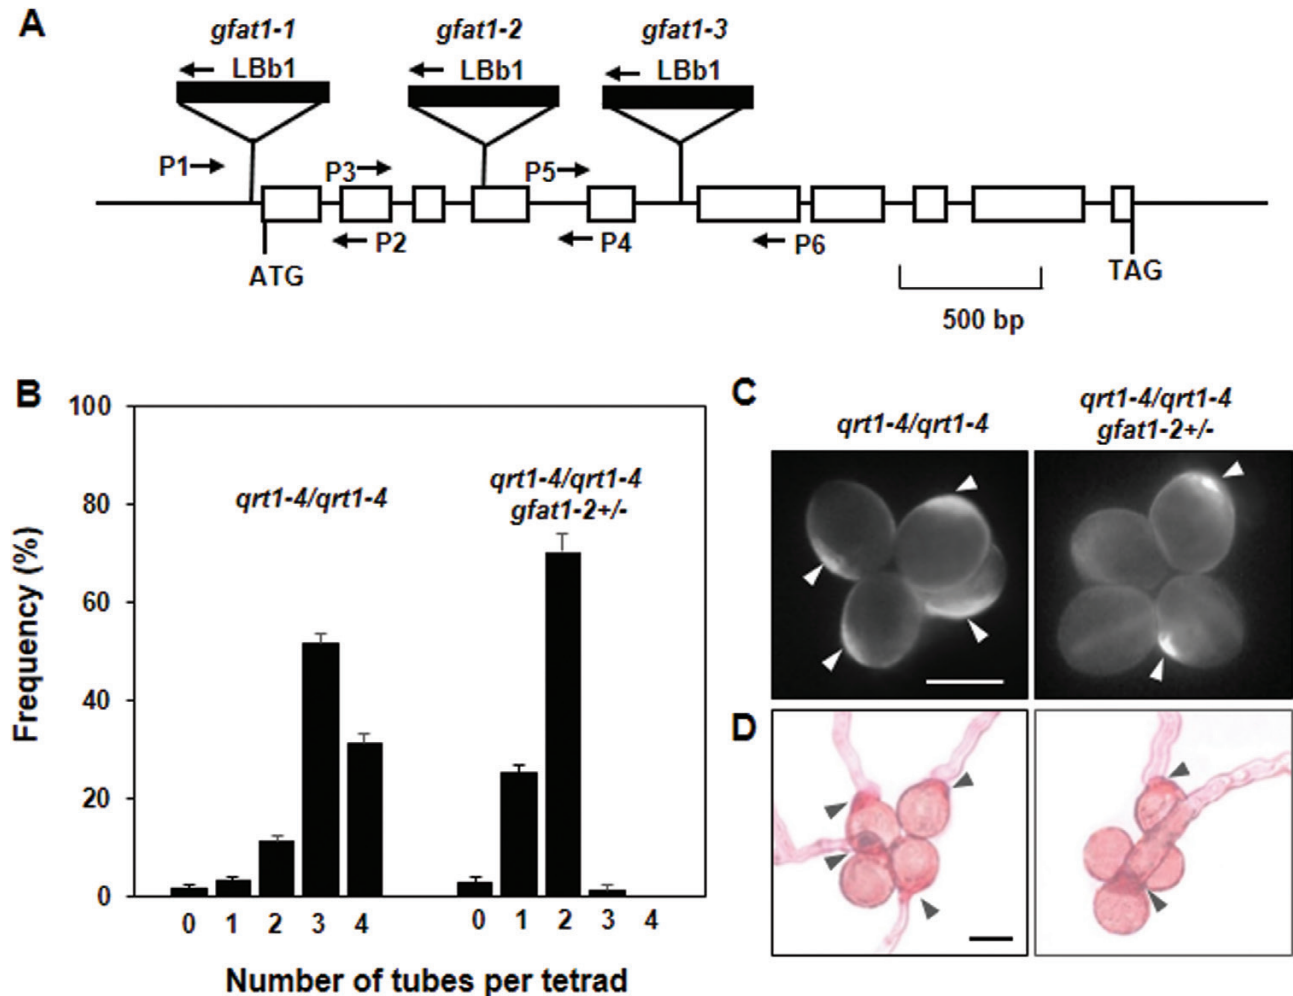 A
gfat1-1
gfat1-2
gfat1-3
LBb1
LBb1
LBb1
P1
P3
P5
P2
P4
P6
ATG
TAG
500 bp
B
100
80
60
40
20
0
Frequency (%)
qrt1-4/qrt1-4
qrt1-4/qrt1-4
gfat1-2+/-
0 1 2 3 4
0 1 2 3 4
Number of tubes per tetrad
C
qrt1-4/qrt1-4
qrt1-4/qrt1-4
gfat1-2+/-
D